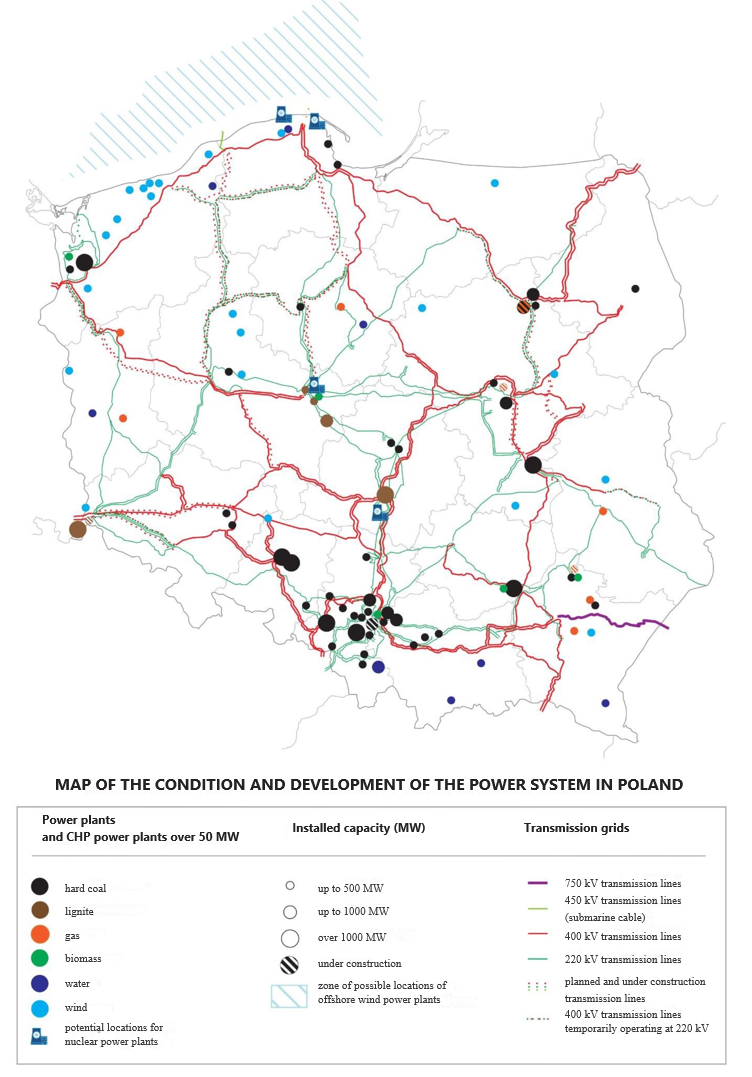 MAP OF THE CONDITION AND DEVELOPMENT OF THE POWER SYSTEM IN POLAND
Power plants
and CHP power plants over 50 MW
hard coal
lignite
gas
biomass
water
wind
potential locations for
nuclear power plants
Installed capacity (MW)
up to 500 MW
up to 1000 MW
over 1000 MW
under construction
zone of possible locations of
offshore wind power plants
Transmission grids
750 kV transmission lines
450 kV transmission lines
(submarine cable)
400 kV transmission lines
220 kV transmission lines
planned and under construction
transmission lines
400 kV transmission lines
temporarily operating at 220 kV